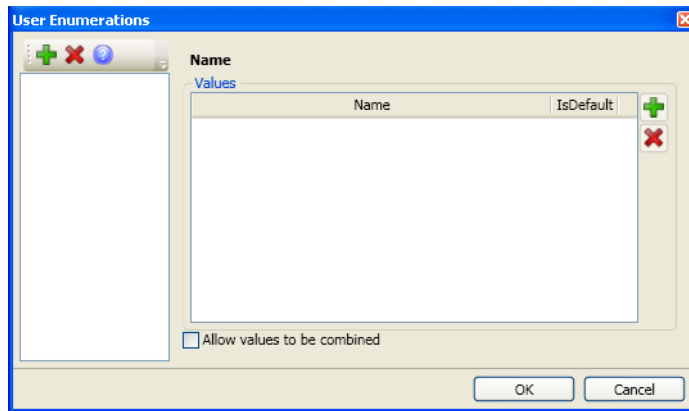 User Enumerations
Name
Values
Name IsDefault
Allow values to be combined
OK Cancel